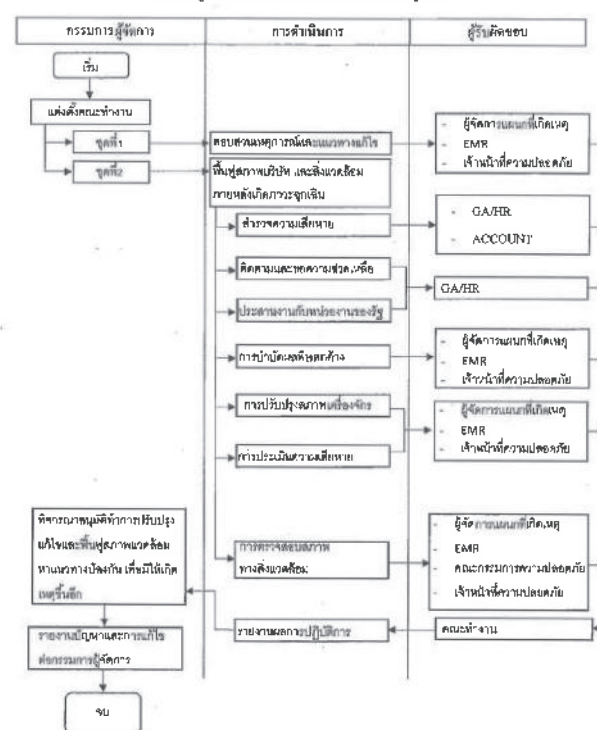 กรรมการผู้จัดการ
การดำเนินการ
ผู้รับผิดชอบ
เริ่ม
แต่งตั้งคณะทำงาน
ชุดที่1
ชุดที่2
สอบสวนเหตุการณ์และแนวทางแก้ไข
- ผู้จัดการแผนกที่เกิดเหตุ
- EMR
- เจ้าหน้าที่ความปลอดภัย
ฟื้นฟูสภาพบริษัท และสิ่งแวดล้อม
ภายหลังเกิดภาวะฉุกเฉิน
สำรวจความเสียหาย
- GA/HR
- ACCOUNT
ติดตามและขอความช่วยเหลือ
ประสานงานกับหน่วยงานของรัฐ
GA/HR
การบำบัดมลพิษตกค้าง
- ผู้จัดการแผนกที่เกิดเหตุ
- EMR
- เจ้าหน้าที่ความปลอดภัย
การปรับปรุงสภาพเครื่องจักร
การประเมินความเสียหาย
- ผู้จัดการแผนกที่เกิดเหตุ
- EMR
- เจ้าหน้าที่ความปลอดภัย
พิจารณาอนุมัติทำการปรับปรุง
แก้ไขและฟื้นฟูสภาพแวดล้อม
หาแนวทางป้องกัน เพื่อมิให้เกิด
เหตุขึ้นอีก
การตรวจสอบสภาพ
ทางสิ่งแวดล้อม
- ผู้จัดการแผนกที่เกิดเหตุ
- EMR
- คณะกรรมการความปลอดภัย
- เจ้าหน้าที่ความปลอดภัย
รายงานผลการปฏิบัติการ
คณะทำงาน
รายงานปัญหาและการแก้ไข
ต่อกรรมการผู้จัดการ
จบ